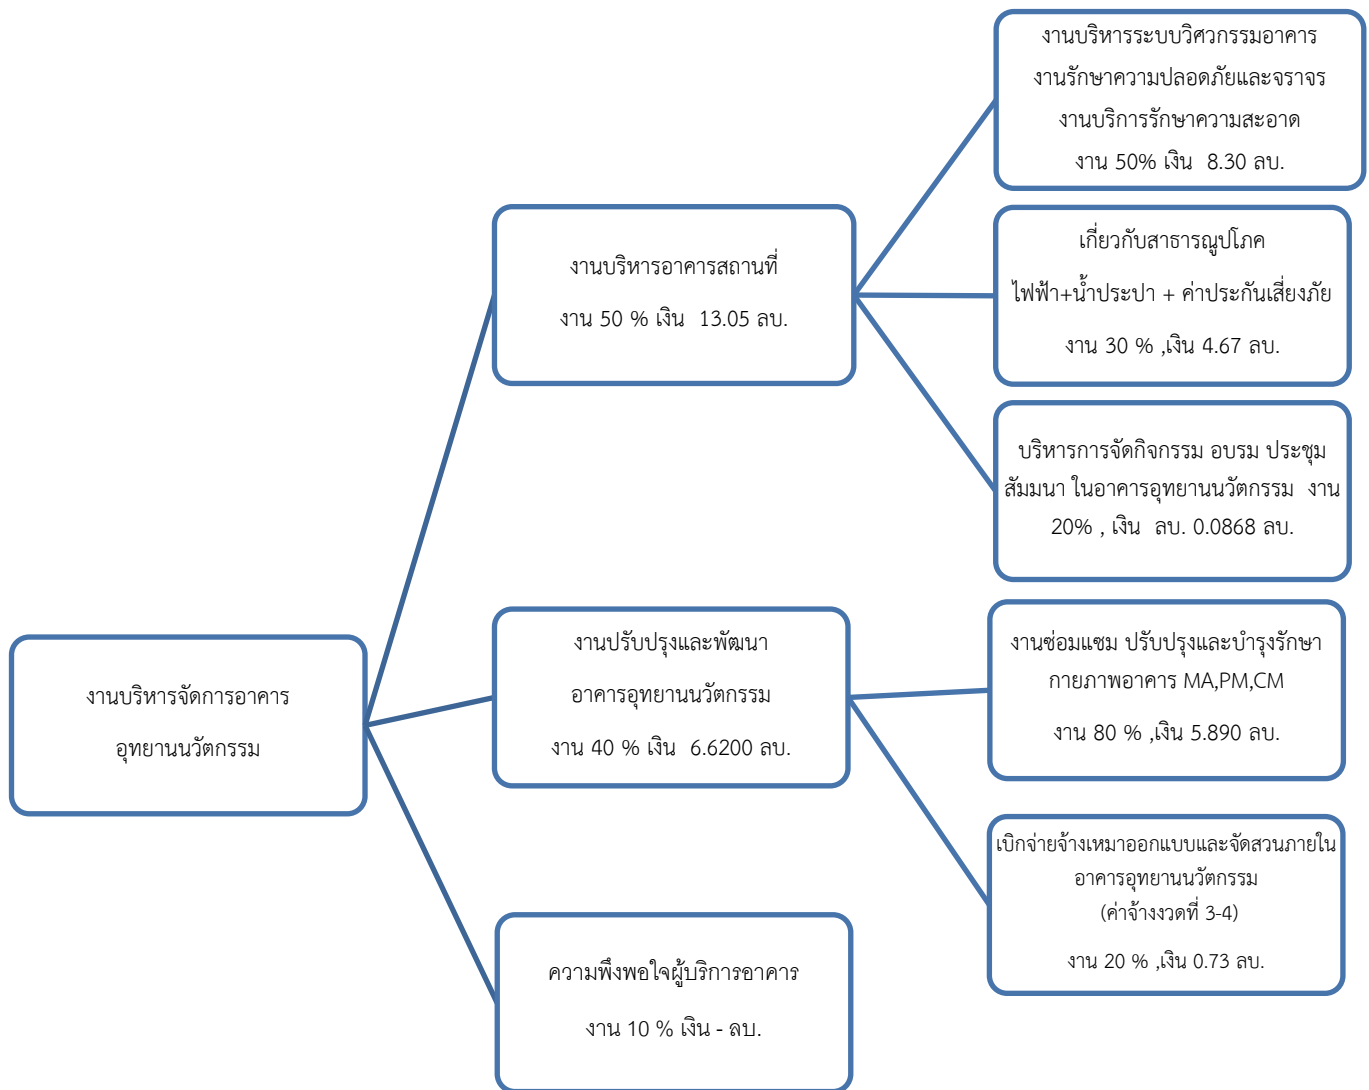 งานบริหารจัดการอาคาร
อุทยานนวัตกรรม
งานบริหารอาคารสถานที่
งาน 50 % เงิน 13.05 ลบ.
งานบริหารระบบวิศวกรรมอาคาร
งานรักษาความปลอดภัยและจราจร
งานบริการรักษาความสะอาด
งาน 50% เงิน 8.30 ลบ.
เกี่ยวกับสาธารณูปโภค
ไฟฟ้า+น้ำประปา + ค่าประกันเสี่ยงภัย
งาน 30 % ,เงิน 4.67 ลบ.
บริหารการจัดกิจกรรม อบรม ประชุม
สัมมนา ในอาคารอุทยานนวัตกรรม งาน
20% , เงิน ลบ. 0.0868 ลบ.
งานปรับปรุงและพัฒนา
อาคารอุทยานนวัตกรรม
งาน 40 % เงิน 6.6200 ลบ.
งานซ่อมแซม ปรับปรุงและบำรุงรักษา
กายภาพอาคาร MA,PM,CM
งาน 80 % ,เงิน 5.890 ลบ.
เบิกจ่ายจ้างเหมาออกแบบและจัดสวนภายใน
อาคารอุทยานนวัตกรรม
(ค่าจ้างงวดที่ 3-4)
งาน 20 % ,เงิน 0.73 ลบ.
ความพึงพอใจผู้บริการอาคาร
งาน 10 % เงิน - ลบ.